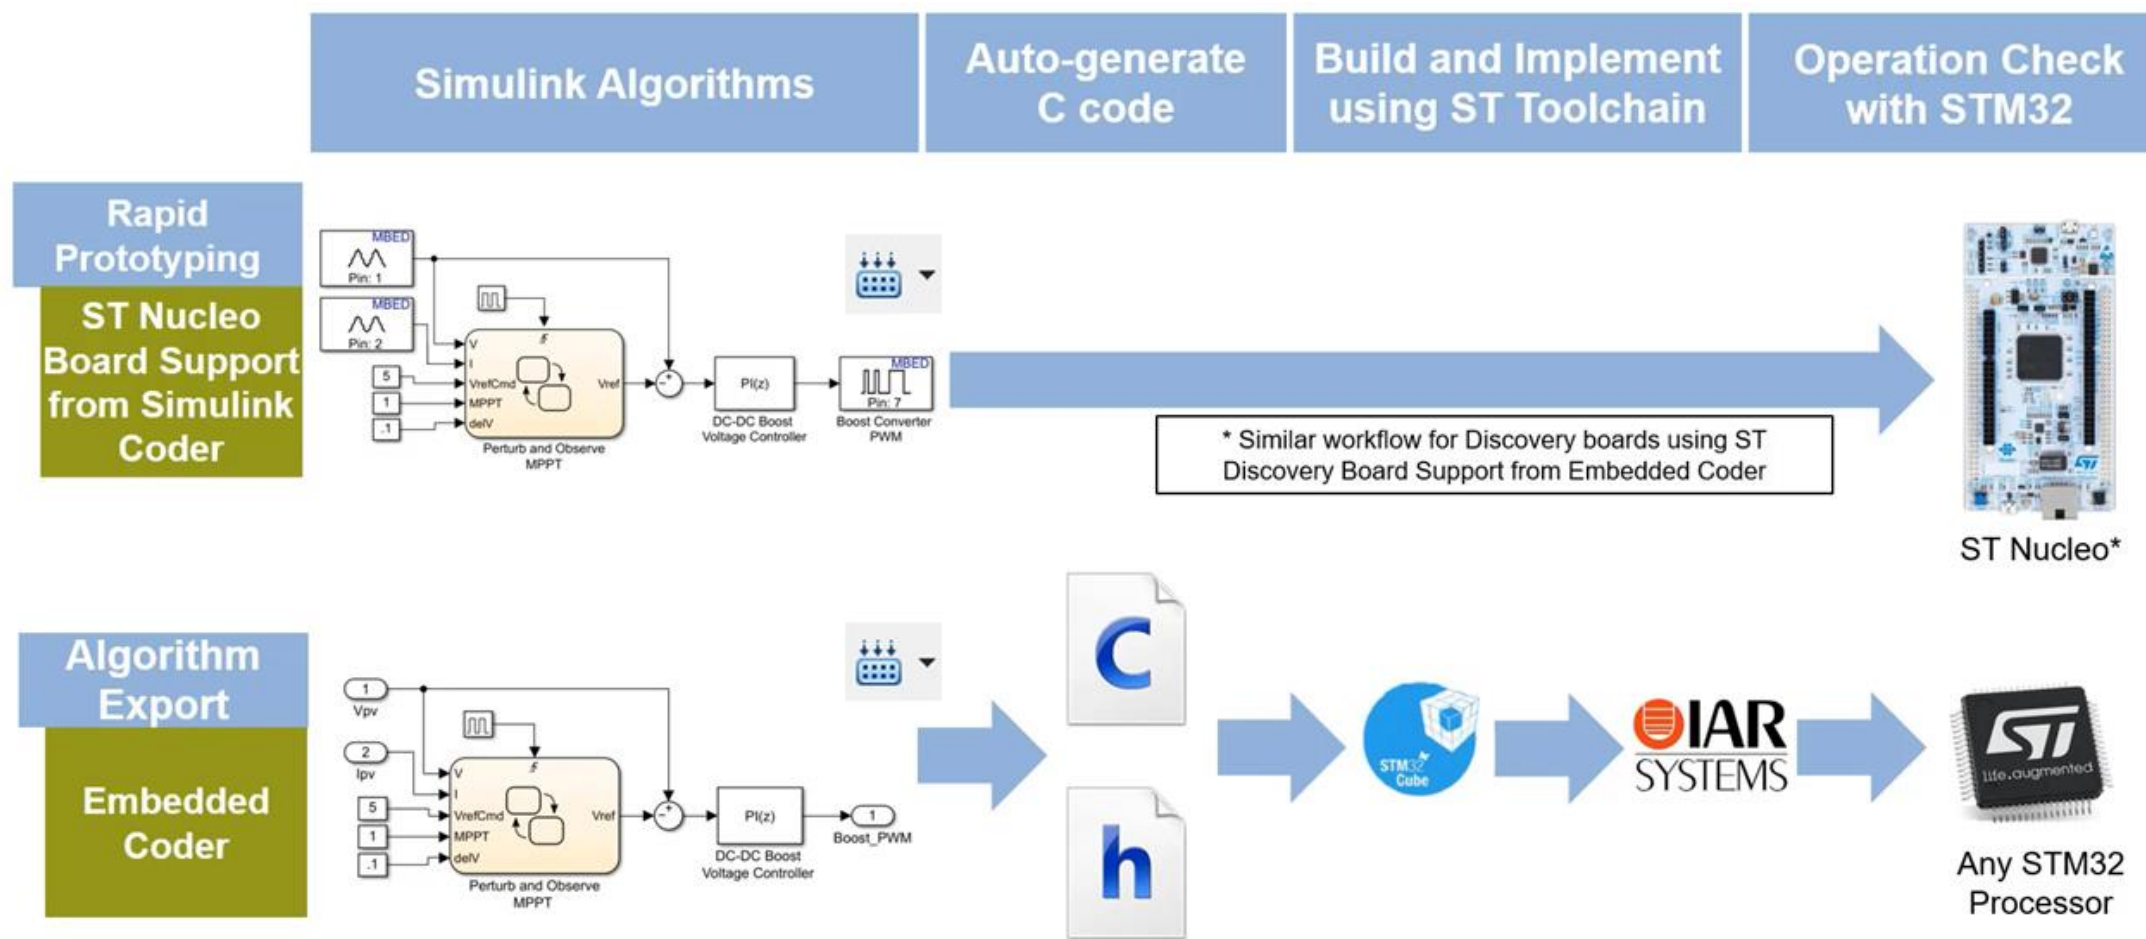 Simulink Algorithms
Auto-generate
C code
Build and Implement
using ST Toolchain
Operation Check
with STM32
Rapid
Prototyping
ST Nucleo
Board Support
from Simulink
Coder
MBED
Pin: 1
MBED
Pin: 2
5
1
.1
V
I
VrefCmd
MPPT
delV
Vref
Perturb and Observe
MPPT
PI(z)
DC-DC Boost
Voltage Controller
MBED
Pin: 7
Boost Converter
PWM
* Similar workflow for Discovery boards using ST
Discovery Board Support from Embedded Coder
ST
ST Nucleo*
Algorithm
Export
Embedded
Coder
1
Vpv
2
Ipv
5
1
.1
V
I
VrefCmd
MPPT
delV
Vref
Perturb and Observe
MPPT
PI(z)
DC-DC Boost
Voltage Controller
1
Boost_PWM
C
h
STM32
Cube
IAR
SYSTEMS
ST
life.augmented
Any STM32
Processor